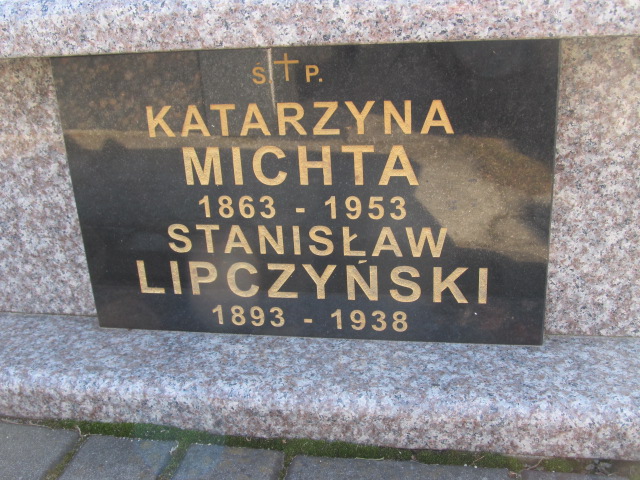 Ś✝P.
KATARZYNA
MICHTA
1863 - 1953
STANISŁAW
LIPCZYŃSKI
1893 - 1938